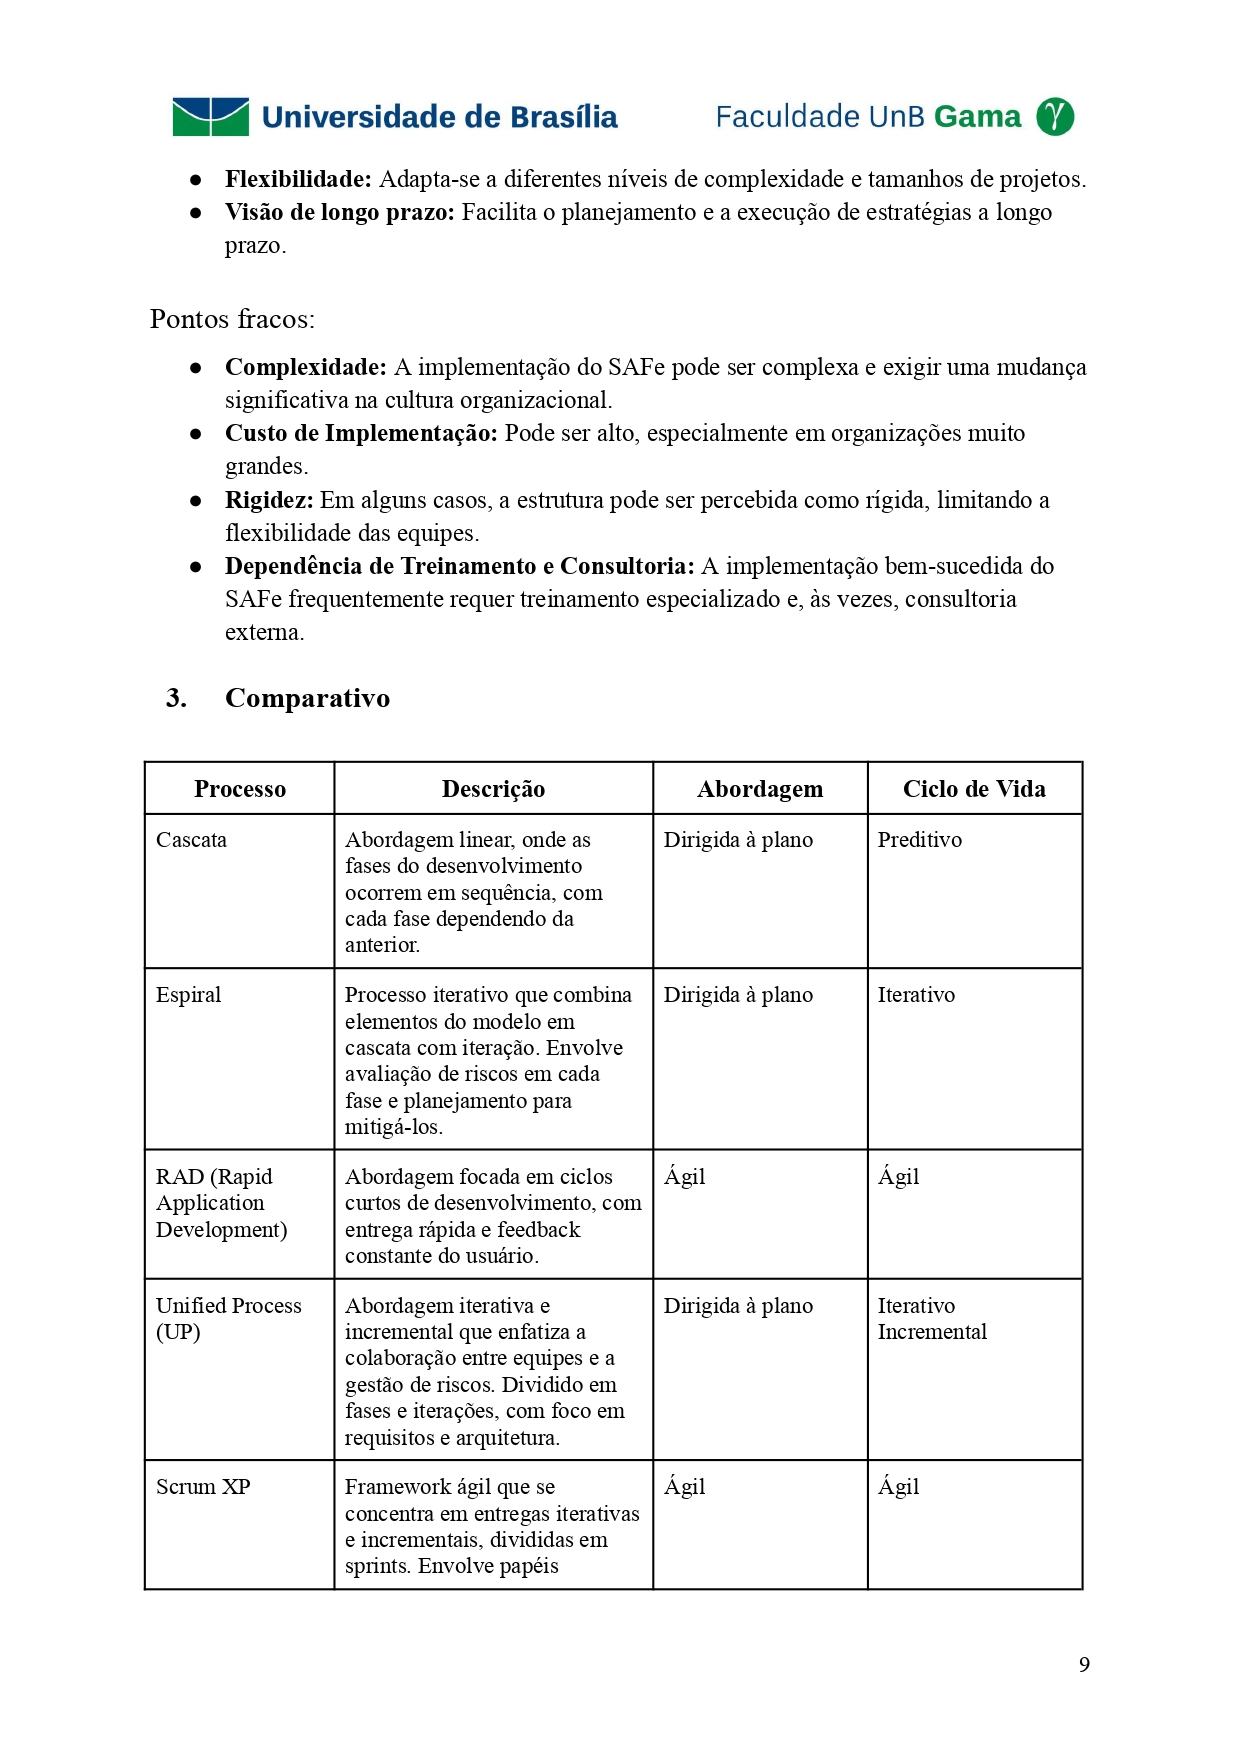 Universidade de Brasília
Faculdade UnB Gama
● Flexibilidade: Adapta-se a diferentes níveis de complexidade e tamanhos de projetos.
● Visão de longo prazo: Facilita o planejamento e a execução de estratégias a longo
prazo.
Pontos fracos:
● Complexidade: A implementação do SAFe pode ser complexa e exigir uma mudança
significativa na cultura organizacional.
● Custo de Implementação: Pode ser alto, especialmente em organizações muito
grandes.
● Rigidez: Em alguns casos, a estrutura pode ser percebida como rígida, limitando a
flexibilidade das equipes.
● Dependência de Treinamento e Consultoria: A implementação bem-sucedida do
SAFe frequentemente requer treinamento especializado e, às vezes, consultoria
externa.
3. Comparativo
Processo
Descrição
Abordagem
Ciclo de Vida
Cascata
Abordagem linear, onde as
fases do desenvolvimento
ocorrem em sequência, com
cada fase dependendo da
anterior.
Dirigida à plano
Preditivo
Espiral
Processo iterativo que combina
elementos do modelo em
cascata com iteração. Envolve
avaliação de riscos em cada
fase e planejamento para
mitigá-los.
Dirigida à plano
Iterativo
RAD (Rapid
Application
Development)
Abordagem focada em ciclos
curtos de desenvolvimento, com
entrega rápida e feedback
constante do usuário.
Ágil
Ágil
Unified Process
(UP)
Abordagem iterativa e
incremental que enfatiza a
colaboração entre equipes e a
gestão de riscos. Dividido em
fases e iterações, com foco em
requisitos e arquitetura.
Dirigida à plano
Iterativo
Incremental
Scrum XP
Framework ágil que se
concentra em entregas iterativas
e incrementais, divididas em
sprints. Envolve papéis
Ágil
Ágil
9